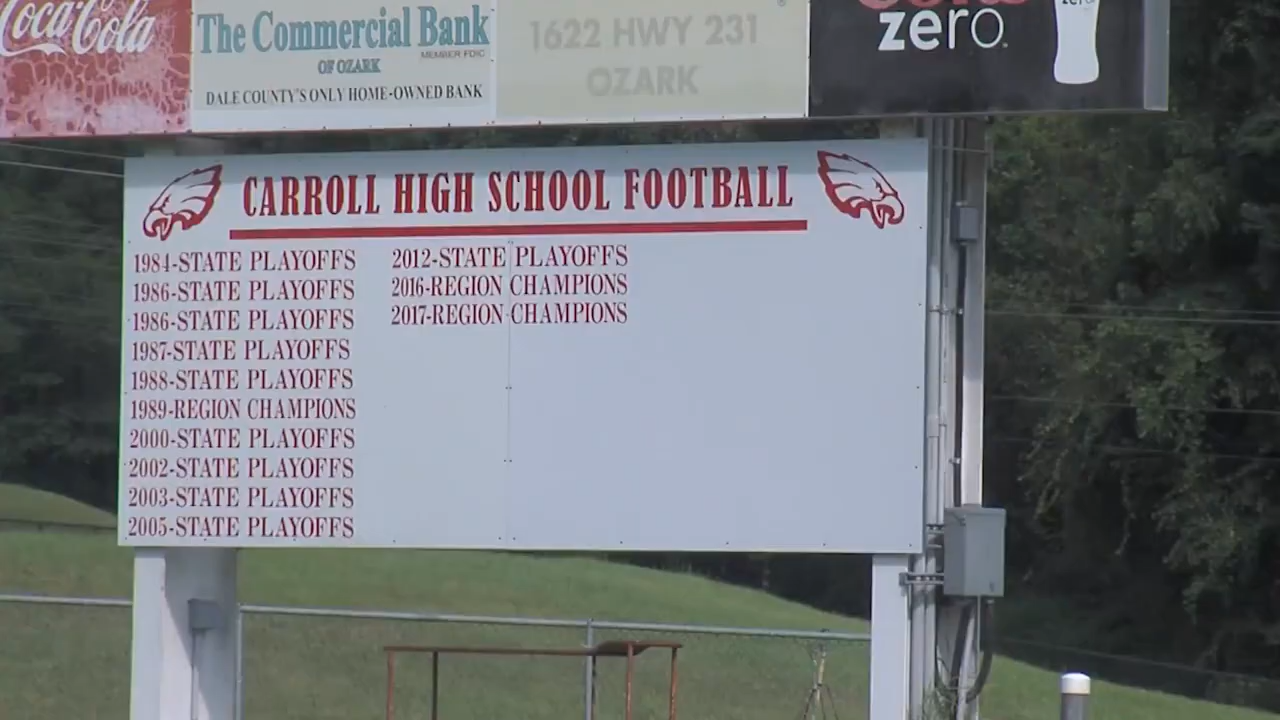 Coca-Cola
The Commercial Bank
MEMBER FDIC
OF OZARK
DALE COUNTY'S ONLY HOME-OWNED BANK
1622 HWY 231
OZARK
zero
zero
CARROLL HIGH SCHOOL FOOTBALL
1984-STATE PLAYOFFS
1986-STATE PLAYOFFS
1986-STATE PLAYOFFS
1987-STATE PLAYOFFS
1988-STATE PLAYOFFS
1989-REGION CHAMPIONS
2000-STATE PLAYOFFS
2002-STATE PLAYOFFS
2003-STATE PLAYOFFS
2005-STATE PLAYOFFS
2012-STATE PLAYOFFS
2016-REGION CHAMPIONS
2017-REGION CHAMPIONS